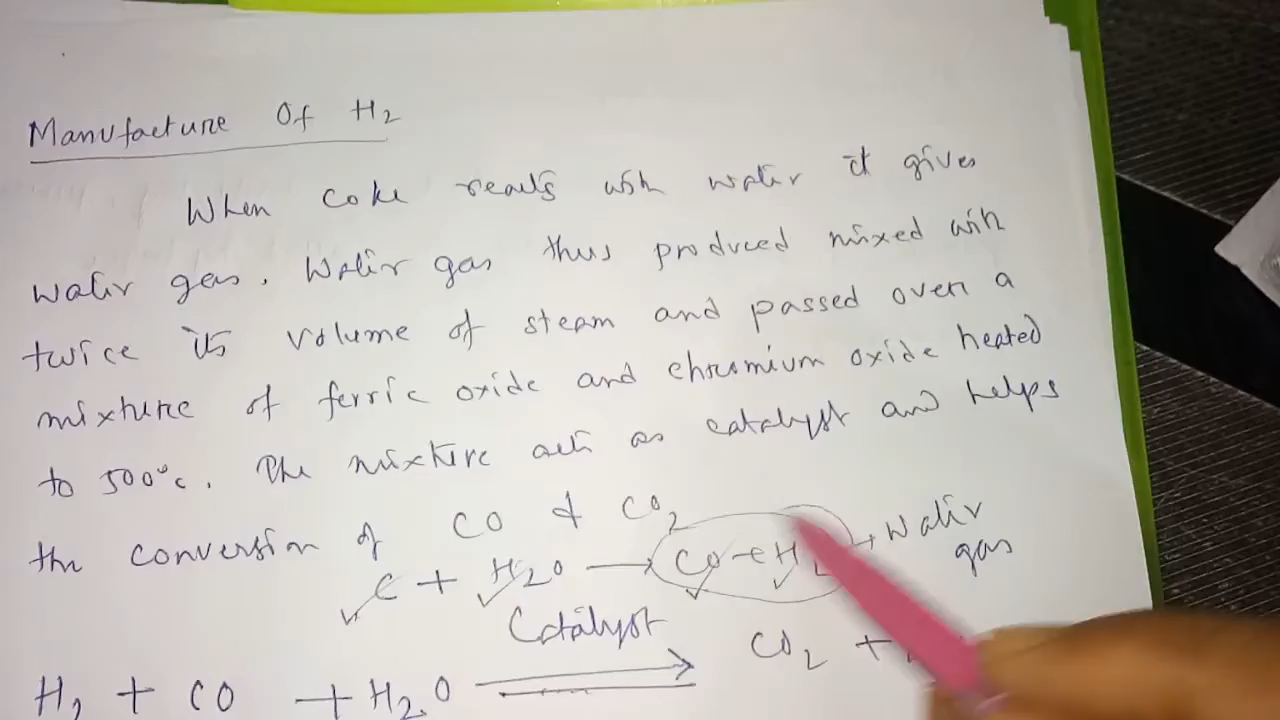 Manufacture Of H2
When coke reacts with water it gives
water gas. Water gas thus produced mixed with
twice its volume of steam and passed over a
mixture of ferric oxide and chromium oxide heated
to 500°c. The mixture acts as catalyst and helps
the conversion of CO & CO2
C + H2O → CO + H2 → Water
gas
Catalyst
H2 + CO + H2O ⇒ CO2 +